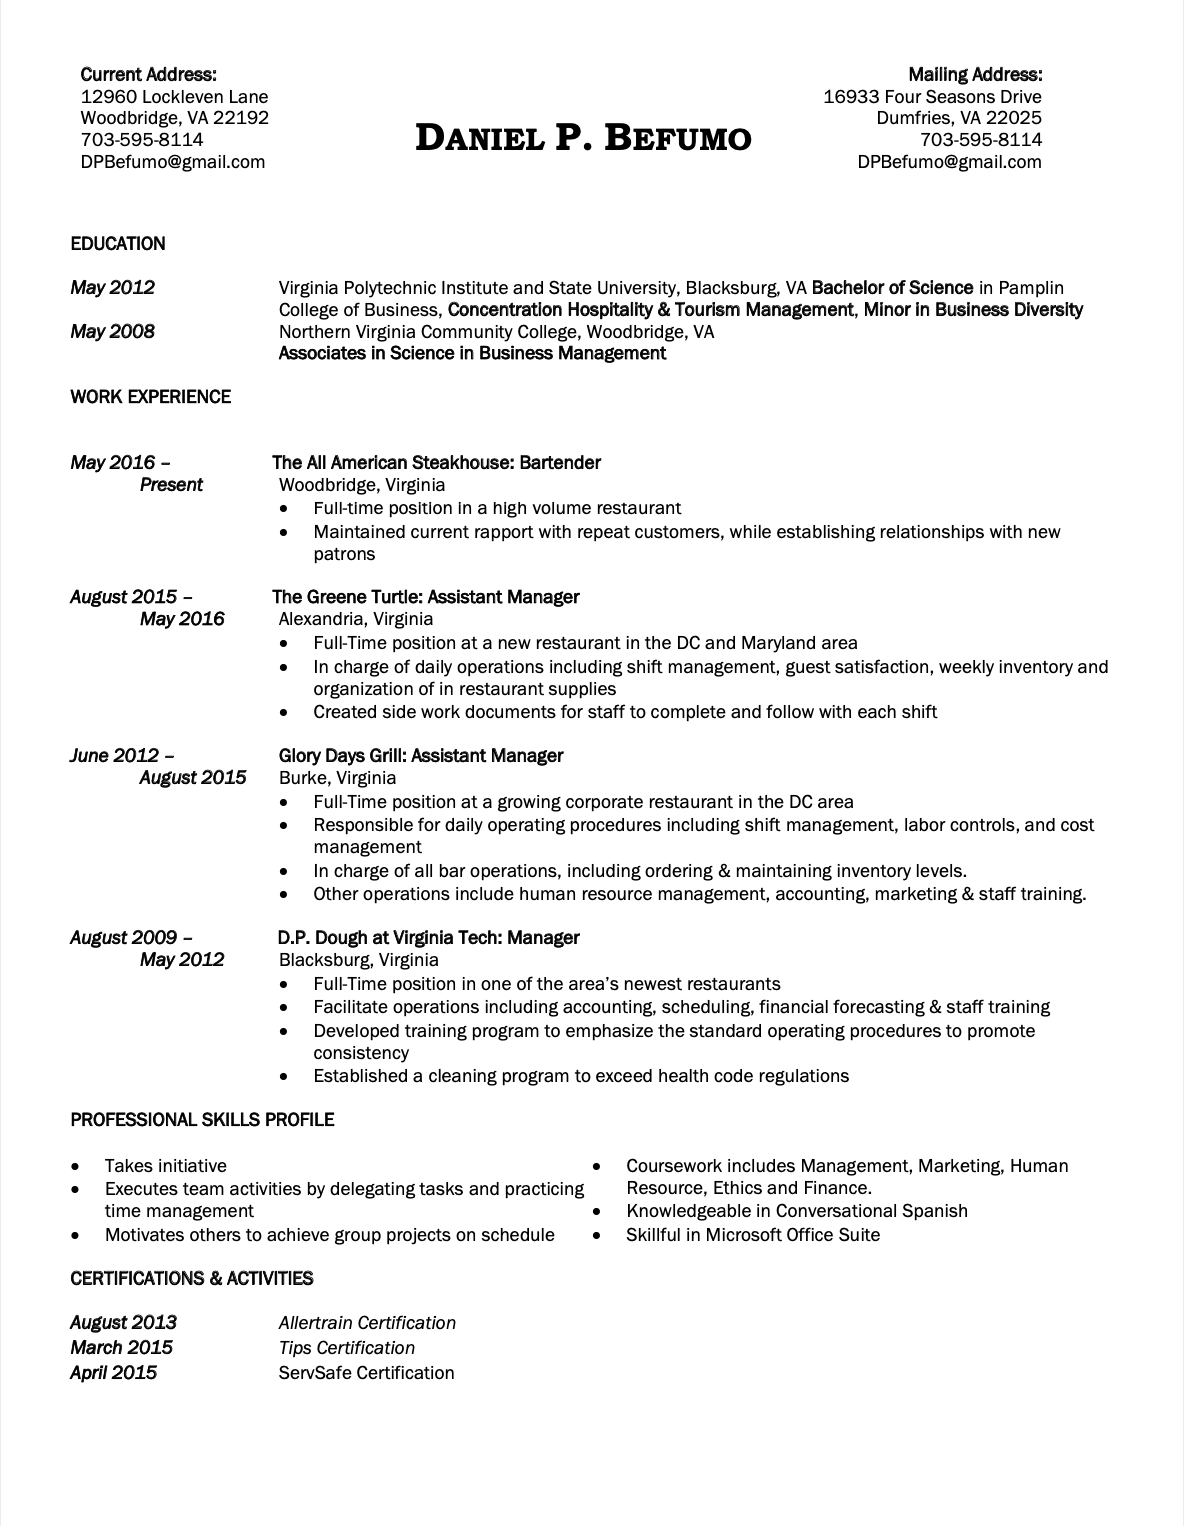 Current Address:
12960 Lockleven Lane
Woodbridge, VA 22192
703-595-8114
DPBefumo@gmail.com
DANIEL P. BEFUMO
Mailing Address:
16933 Four Seasons Drive
Dumfries, VA 22025
703-595-8114
DPBefumo@gmail.com
EDUCATION
May 2012 Virginia Polytechnic Institute and State University, Blacksburg, VA Bachelor of Science in Pamplin
College of Business, Concentration Hospitality & Tourism Management, Minor in Business Diversity
May 2008 Northern Virginia Community College, Woodbridge, VA
Associates in Science in Business Management
WORK EXPERIENCE
May 2016 – The All American Steakhouse: Bartender
Present Woodbridge, Virginia
• Full-time position in a high volume restaurant
• Maintained current rapport with repeat customers, while establishing relationships with new
patrons
August 2015 – The Greene Turtle: Assistant Manager
May 2016 Alexandria, Virginia
• Full-Time position at a new restaurant in the DC and Maryland area
• In charge of daily operations including shift management, guest satisfaction, weekly inventory and
organization of in restaurant supplies
• Created side work documents for staff to complete and follow with each shift
June 2012 – Glory Days Grill: Assistant Manager
August 2015 Burke, Virginia
• Full-Time position at a growing corporate restaurant in the DC area
• Responsible for daily operating procedures including shift management, labor controls, and cost
management
• In charge of all bar operations, including ordering & maintaining inventory levels.
• Other operations include human resource management, accounting, marketing & staff training.
August 2009 – D.P. Dough at Virginia Tech: Manager
May 2012 Blacksburg, Virginia
• Full-Time position in one of the area's newest restaurants
• Facilitate operations including accounting, scheduling, financial forecasting & staff training
• Developed training program to emphasize the standard operating procedures to promote
consistency
• Established a cleaning program to exceed health code regulations
PROFESSIONAL SKILLS PROFILE
• Takes initiative
• Executes team activities by delegating tasks and practicing
time management
• Motivates others to achieve group projects on schedule
• Coursework includes Management, Marketing, Human
Resource, Ethics and Finance.
• Knowledgeable in Conversational Spanish
• Skillful in Microsoft Office Suite
CERTIFICATIONS & ACTIVITIES
August 2013 Allertrain Certification
March 2015 Tips Certification
April 2015 ServSafe Certification